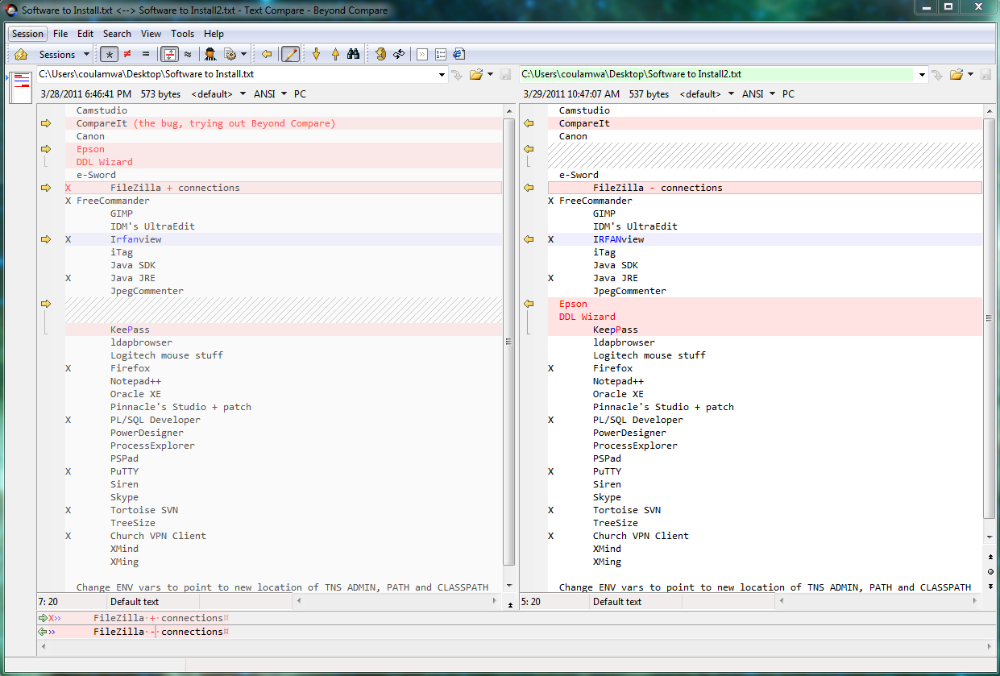 Software to Install.txt <--> Software to Install2.txt - Text Compare - Beyond Compare
Session File Edit Search View Tools Help
Sessions
C:\Users\coulamwa\Desktop\Software to Install.txt
3/28/2011 6:46:41 PM 573 bytes <default> ANSI PC
Camstudio
CompareIt (the bug, trying out Beyond Compare)
Canon
Epson
DDL Wizard
e-Sword
X FileZilla + connections
X FreeCommander
GIMP
IDM's UltraEdit
X Irfanview
iTag
Java SDK
X Java JRE
JpegCommenter
KeePass
ldapbrowser
Logitech mouse stuff
X Firefox
Notepad++
Oracle XE
Pinnacle's Studio + patch
X PL/SQL Developer
PowerDesigner
ProcessExplorer
PSPad
X PuTTY
Siren
Skype
X Tortoise SVN
TreeSize
X Church VPN Client
XMind
XMing
Change ENV vars to point to new location of TNS ADMIN, PATH and CLASSPATH
7: 20 Default text
C:\Users\coulamwa\Desktop\Software to Install2.txt
3/29/2011 10:47:07 AM 537 bytes <default> ANSI PC
Camstudio
CompareIt
Canon
e-Sword
FileZilla - connections
X FreeCommander
GIMP
IDM's UltraEdit
X IRFANview
iTag
Java SDK
X Java JRE
JpegCommenter
Epson
DDL Wizard
KeepPass
ldapbrowser
Logitech mouse stuff
X Firefox
Notepad++
Oracle XE
Pinnacle's Studio + patch
X PL/SQL Developer
PowerDesigner
ProcessExplorer
PSPad
X PuTTY
Siren
Skype
X Tortoise SVN
TreeSize
X Church VPN Client
XMind
XMing
Change ENV vars to point to new location of TNS ADMIN, PATH and CLASSPATH
5: 20 Default text
X» FileZilla·+·connections¤
» FileZilla·-·connections¤